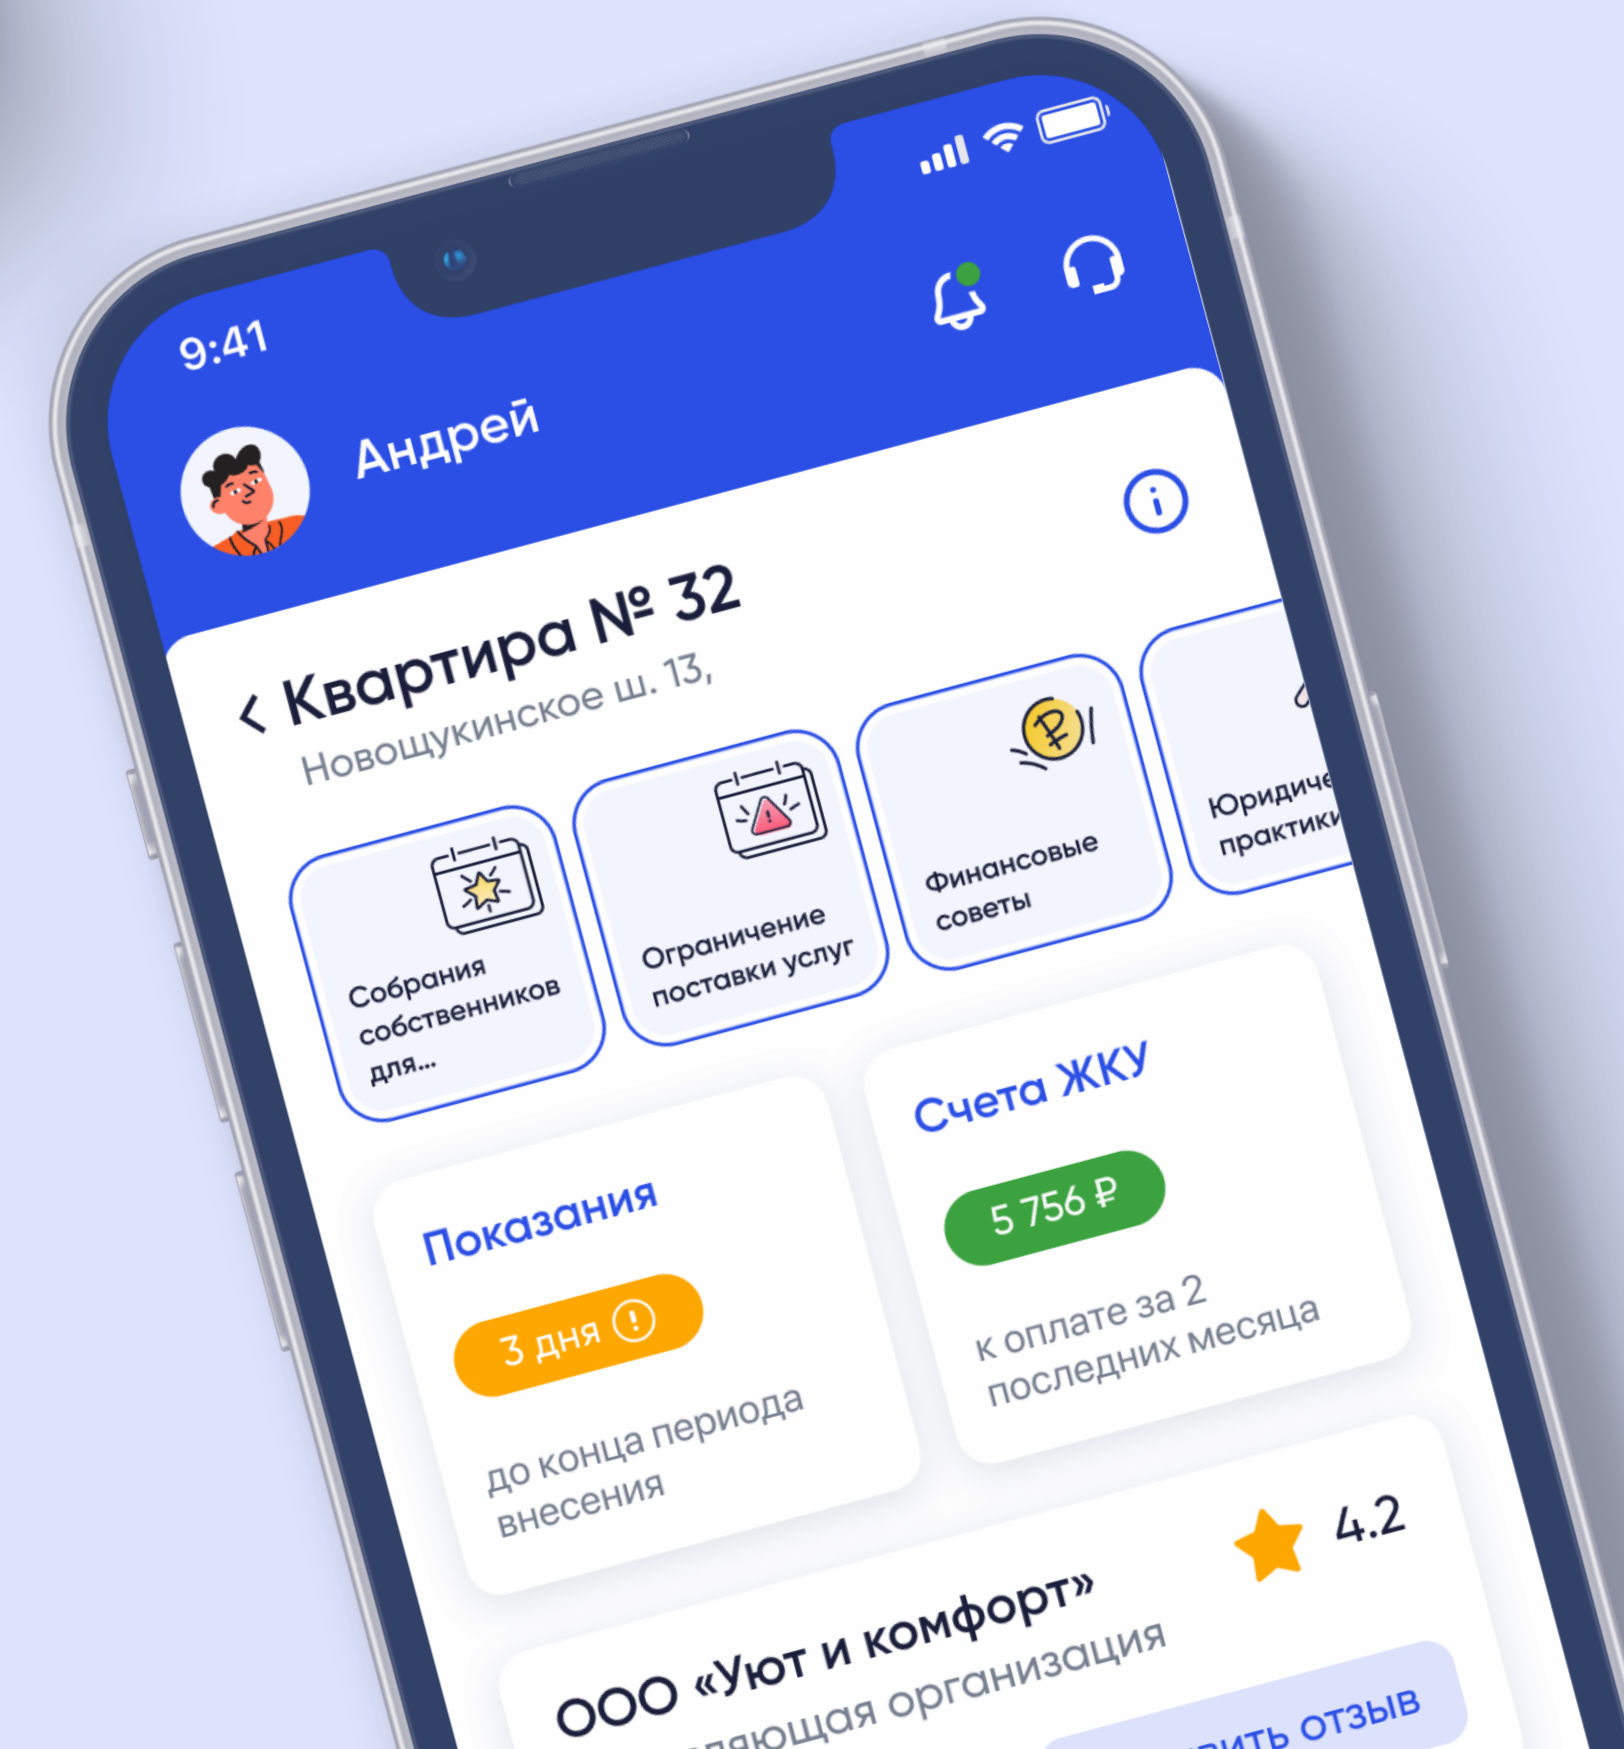 9:41
Андрей
Квартира № 32
Новощукинское ш. 13,
Собрания
собственников
для...
Ограничение
поставки услуг
Финансовые
советы
практики
Показания
3 дня
до конца периода
внесения
Счета ЖКУ
5 756 ₽
к оплате за 2
последних месяца
ООО «Уют и комфорт»
4.2
организация
отзыв